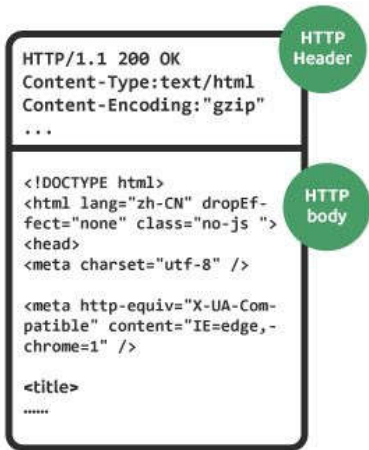 HTTP
Header
HTTP/1.1 200 OK
Content-Type:text/html
Content-Encoding:"gzip"
...
HTTP
body
<!DOCTYPE html>
<html lang="zh-CN" dropEf-
fect="none" class="no-js ">
<head>
<meta charset="utf-8" />
<meta http-equiv="X-UA-Com-
patible" content="IE=edge,-
chrome=1" />
<title>
......